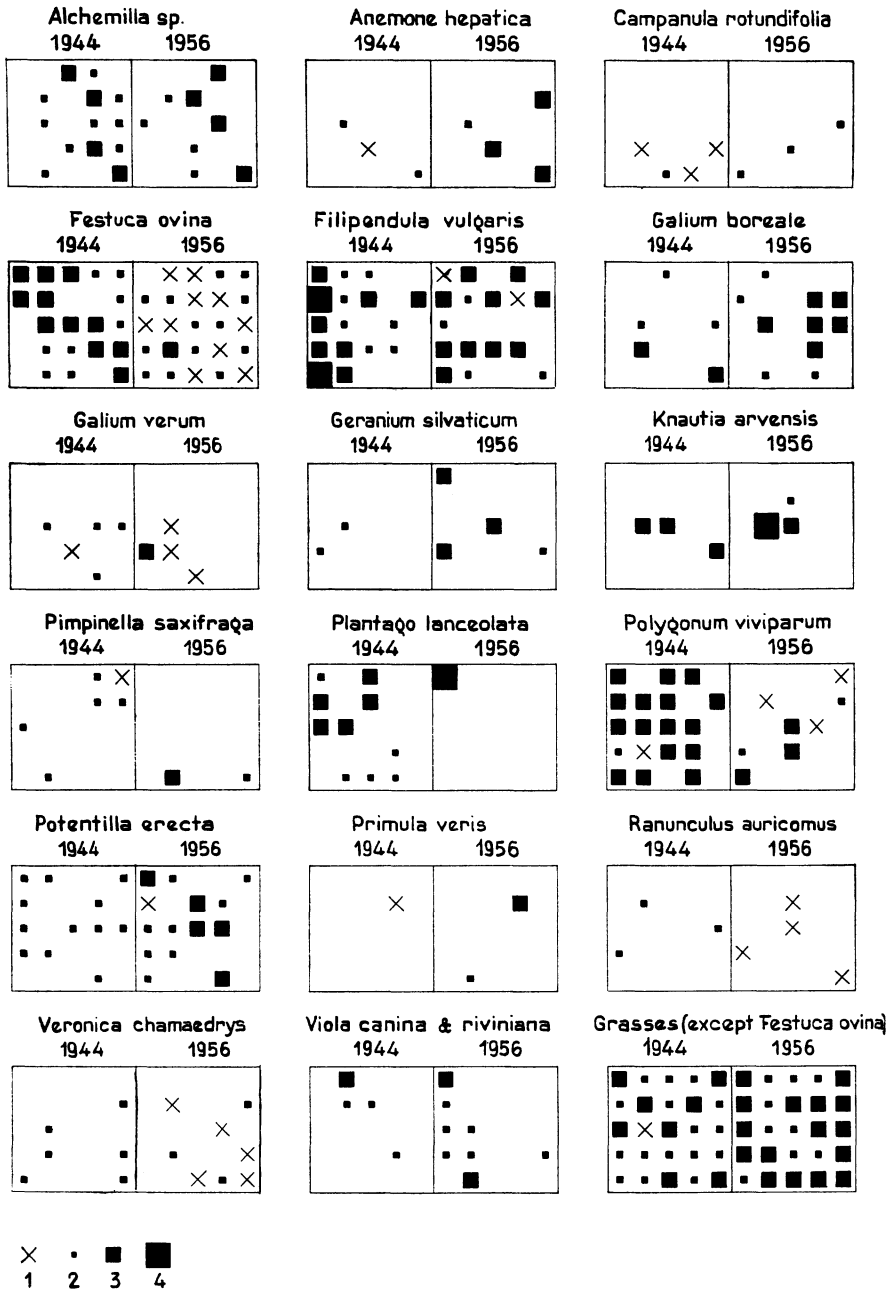 Alchemilla sp. Anemone hepatica Campanula rotundifolia
1944 1956 1944 1956 1944 1956
Festuca ovina Filipendula vulgaris Galium boreale
1944 1956 1944 1956 1944 1956
Galium verum Geranium silvaticum Knautia arvensis
1944 1956 1944 1956 1944 1956
Pimpinella saxifraga Plantago lanceolata Polygonum viviparum
1944 1956 1944 1956 1944 1956
Potentilla erecta Primula veris Ranunculus auricomus
1944 1956 1944 1956 1944 1956
Veronica chamaedrys Viola canina & riviniana Grasses (except Festuca ovina)
1944 1956 1944 1956 1944 1956
1 2 3 4